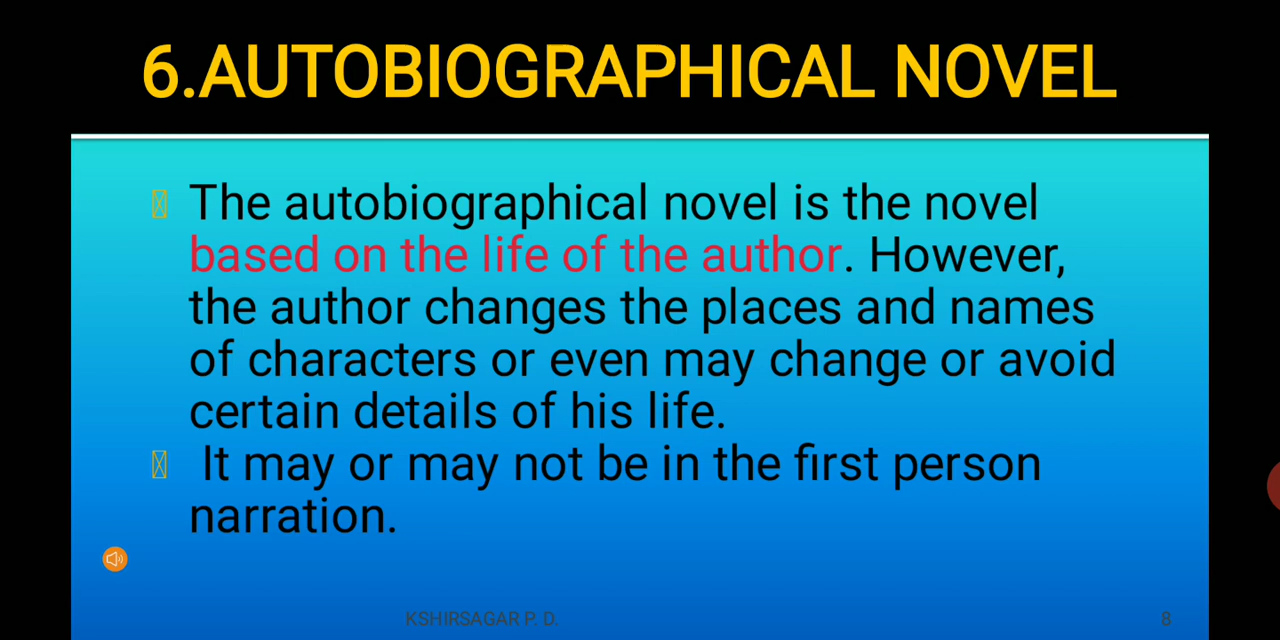 6.AUTOBIOGRAPHICAL NOVEL
The autobiographical novel is the novel
based on the life of the author. However,
the author changes the places and names
of characters or even may change or avoid
certain details of his life.
It may or may not be in the first person
narration.
KSHIRSAGAR P. D.
8